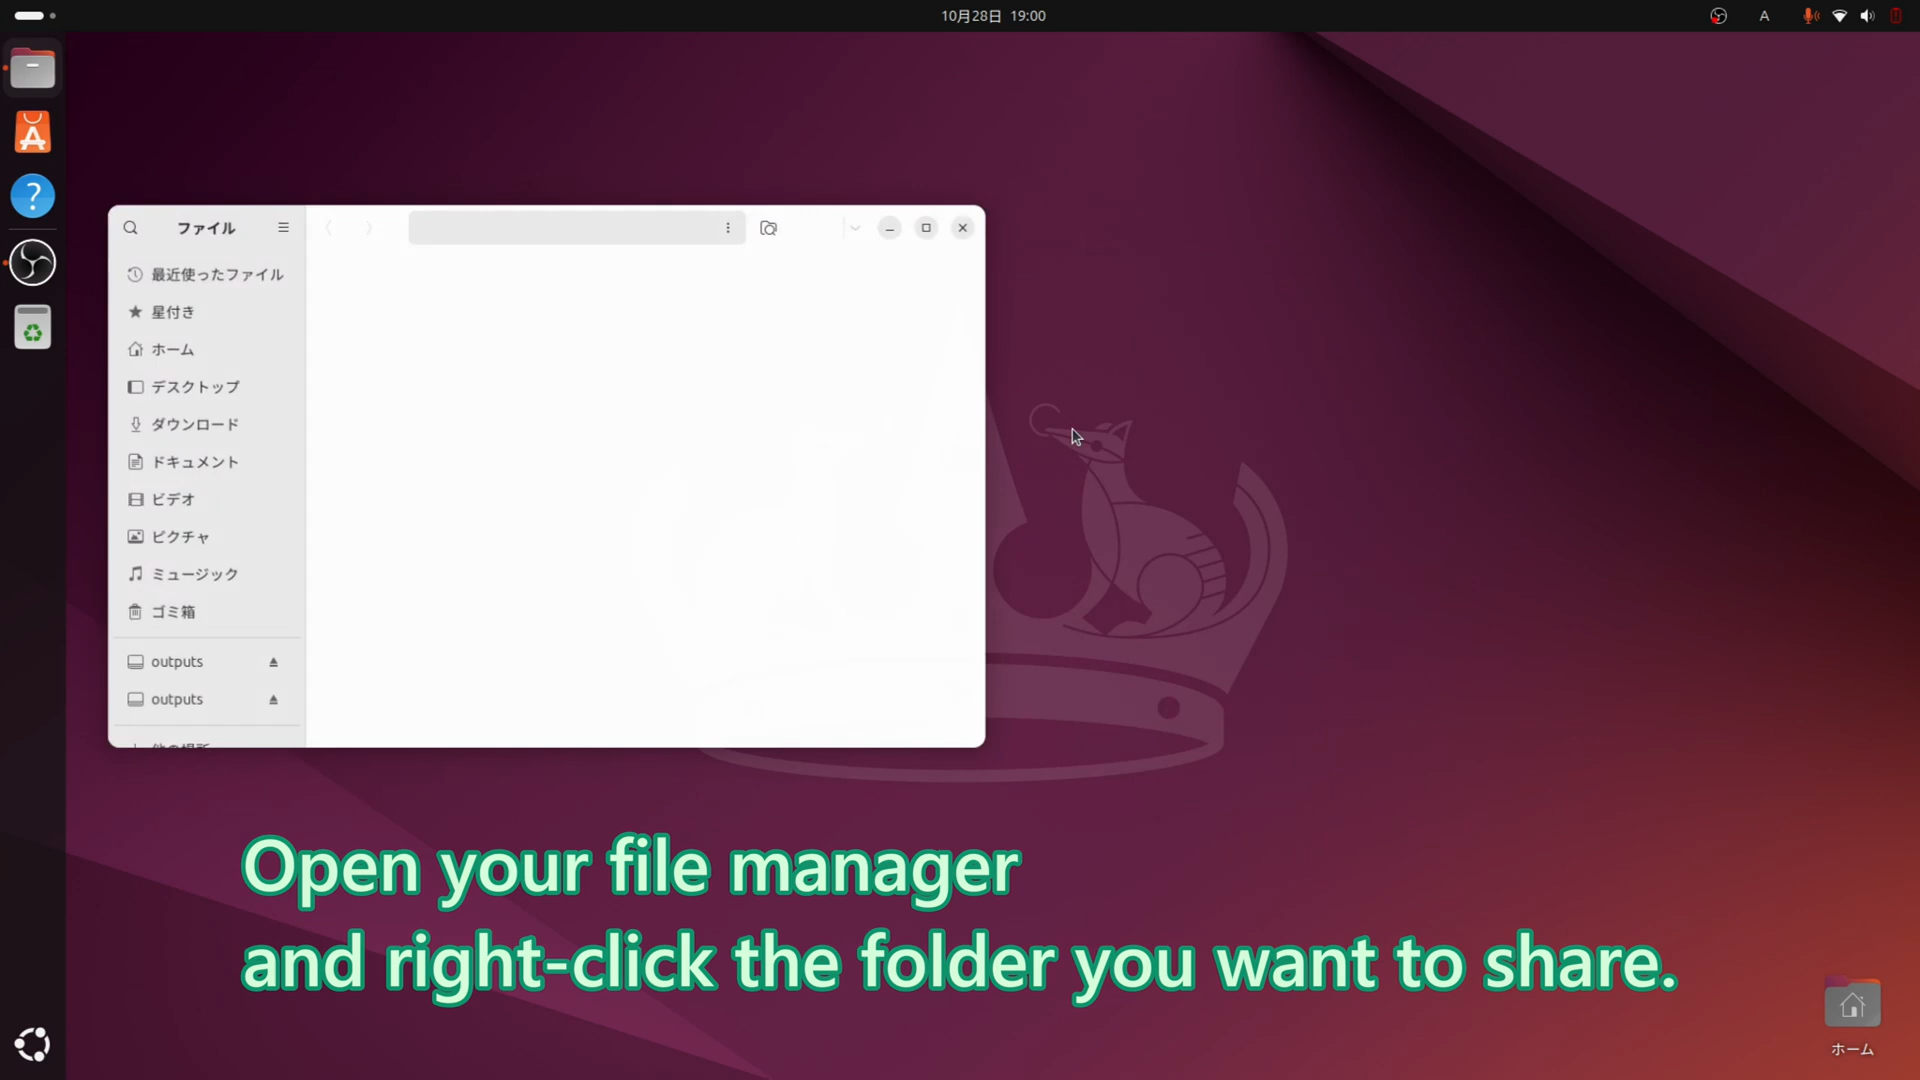 10月28日 19:00
A
ファイル
最近使ったファイル
星付き
ホーム
デスクトップ
ダウンロード
ドキュメント
ビデオ
ピクチャ
ミュージック
ゴミ箱
outputs
outputs
他の場所
Open your file manager
and right-click the folder you want to share.
ホーム